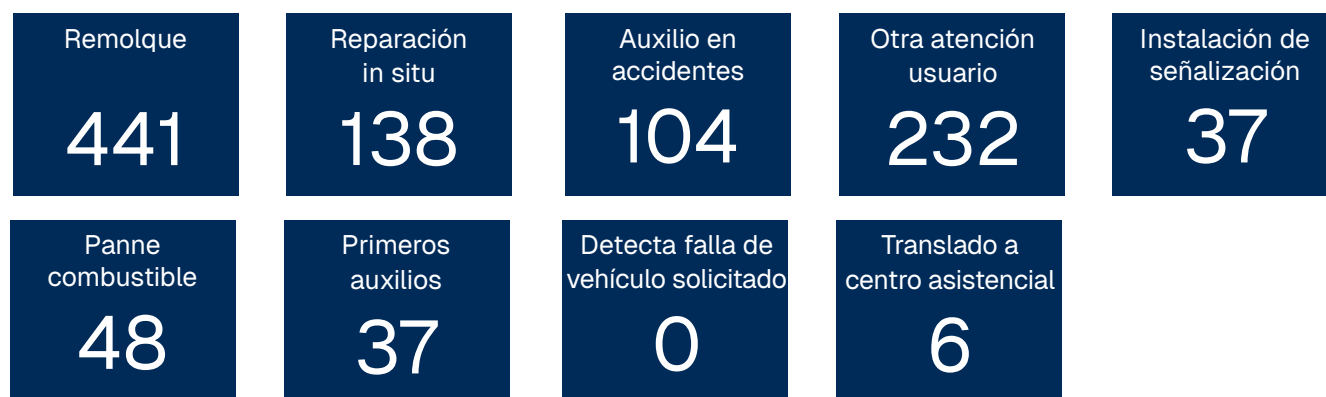 Remolque
441
Reparación
in situ
138
Auxilio en
accidentes
104
Otra atención
usuario
232
Instalación de
señalización
37
Panne
combustible
48
Primeros
auxilios
37
Detecta falla de
vehículo solicitado
0
Translado a
centro asistencial
6